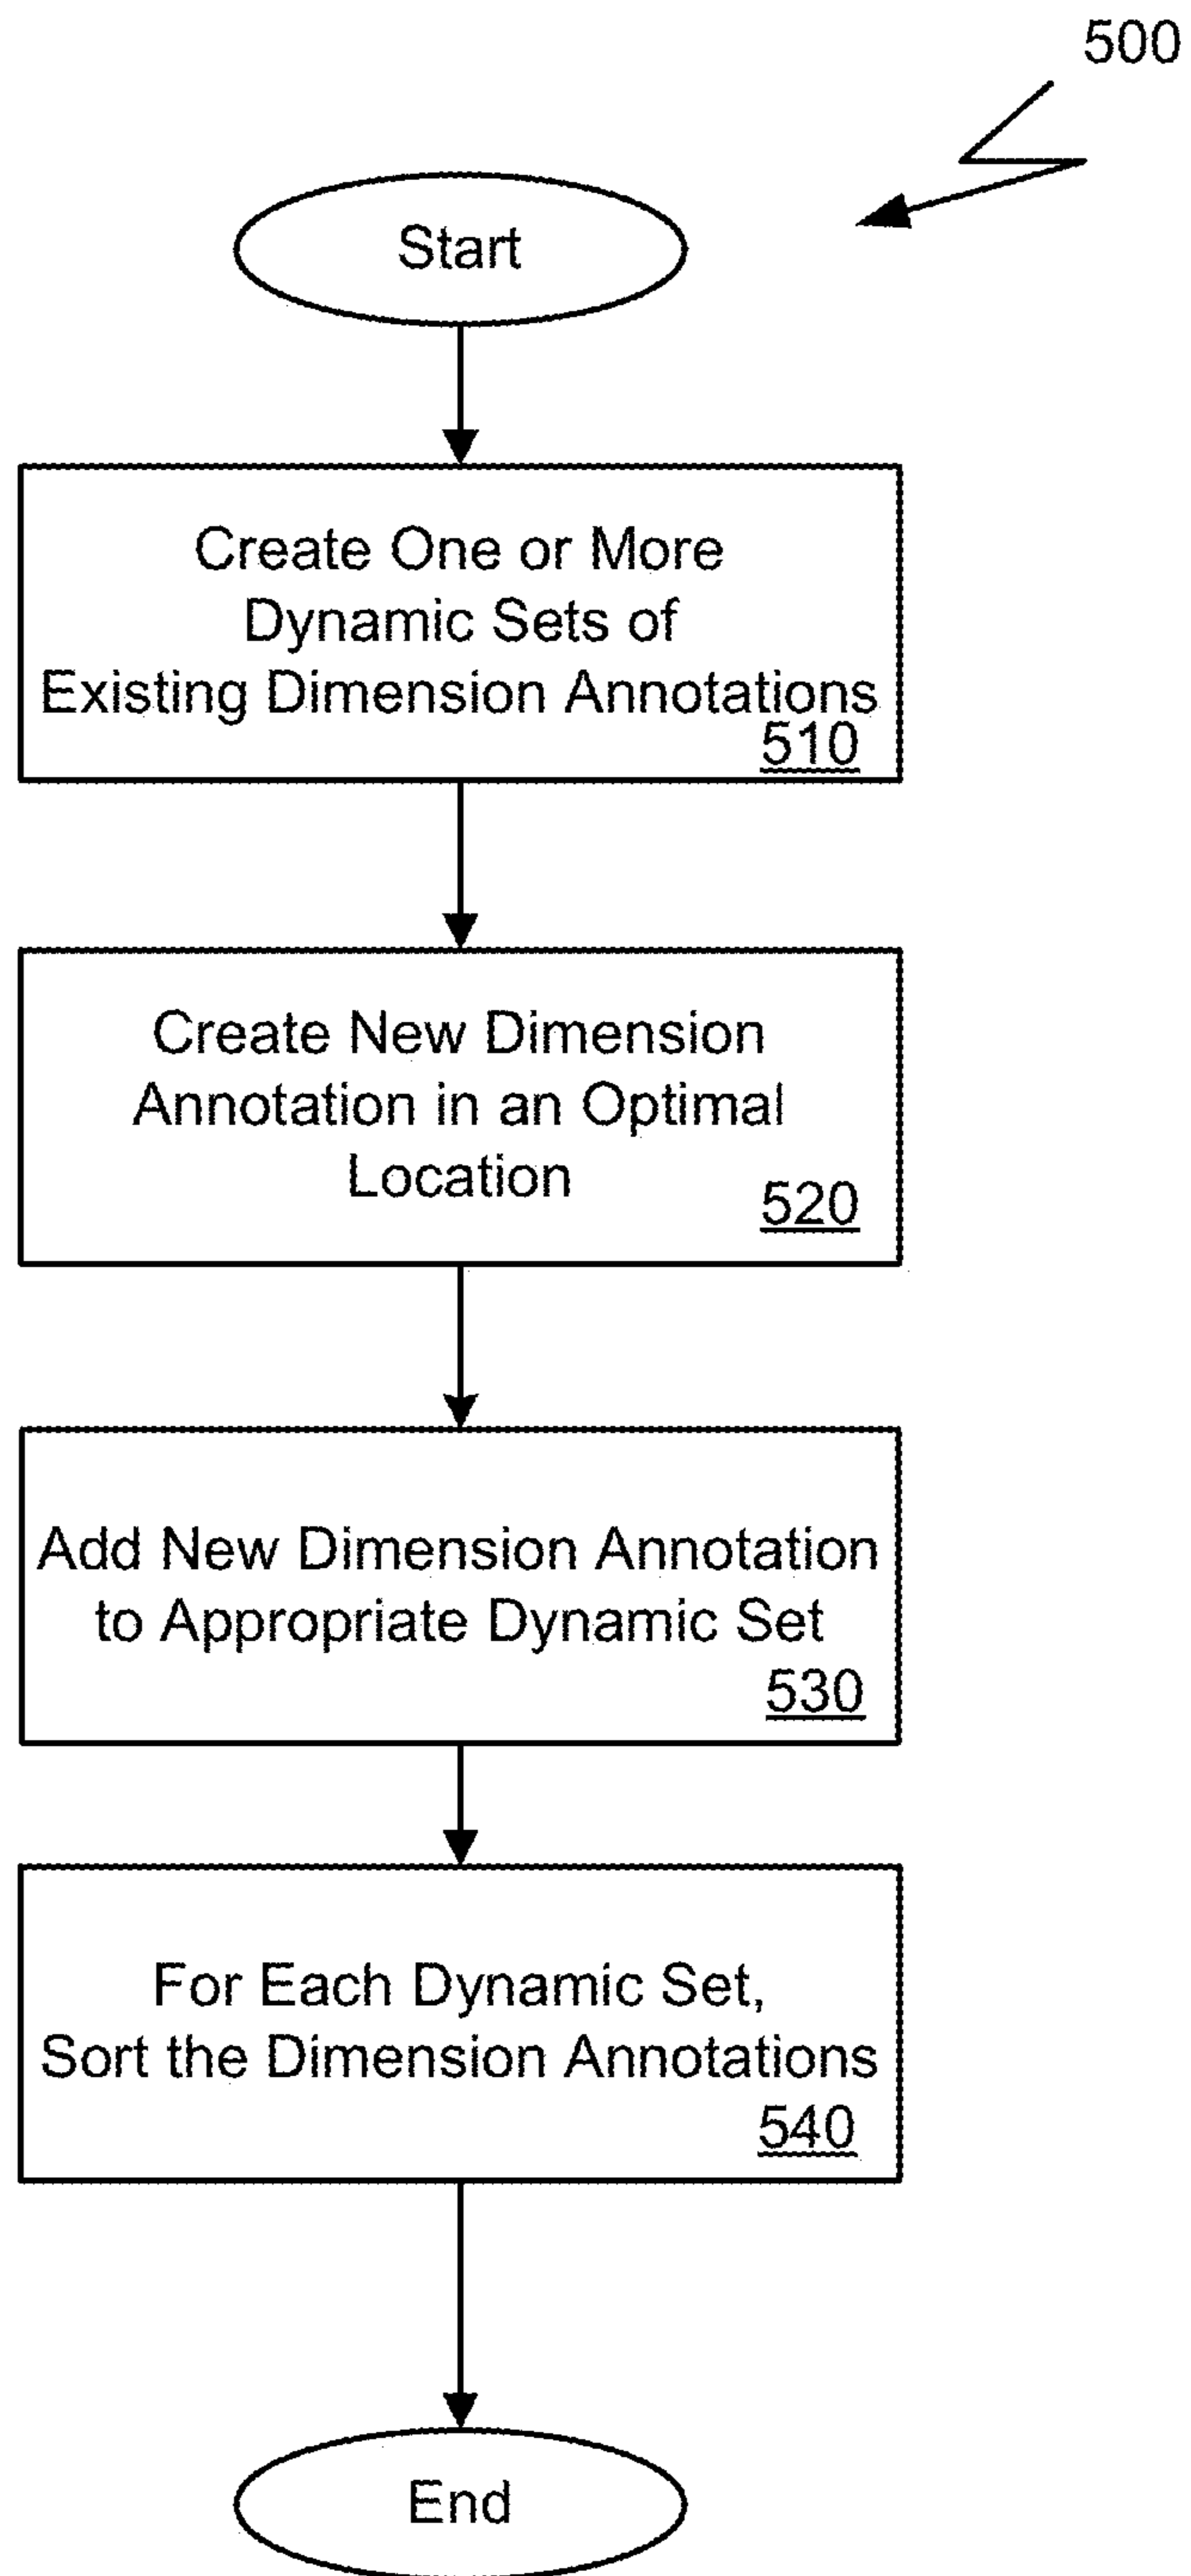 500
Start
Create One or More
Dynamic Sets of
Existing Dimension Annotations
510
Create New Dimension
Annotation in an Optimal
Location
520
Add New Dimension Annotation
to Appropriate Dynamic Set
530
For Each Dynamic Set,
Sort the Dimension Annotations
540
End